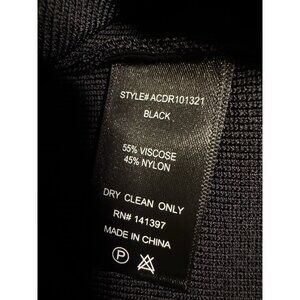 STYLE# ACDR101321
BLACK
55% VISCOSE
45% NYLON
DRY CLEAN ONLY
RN# 141397
MADE IN CHINA
P